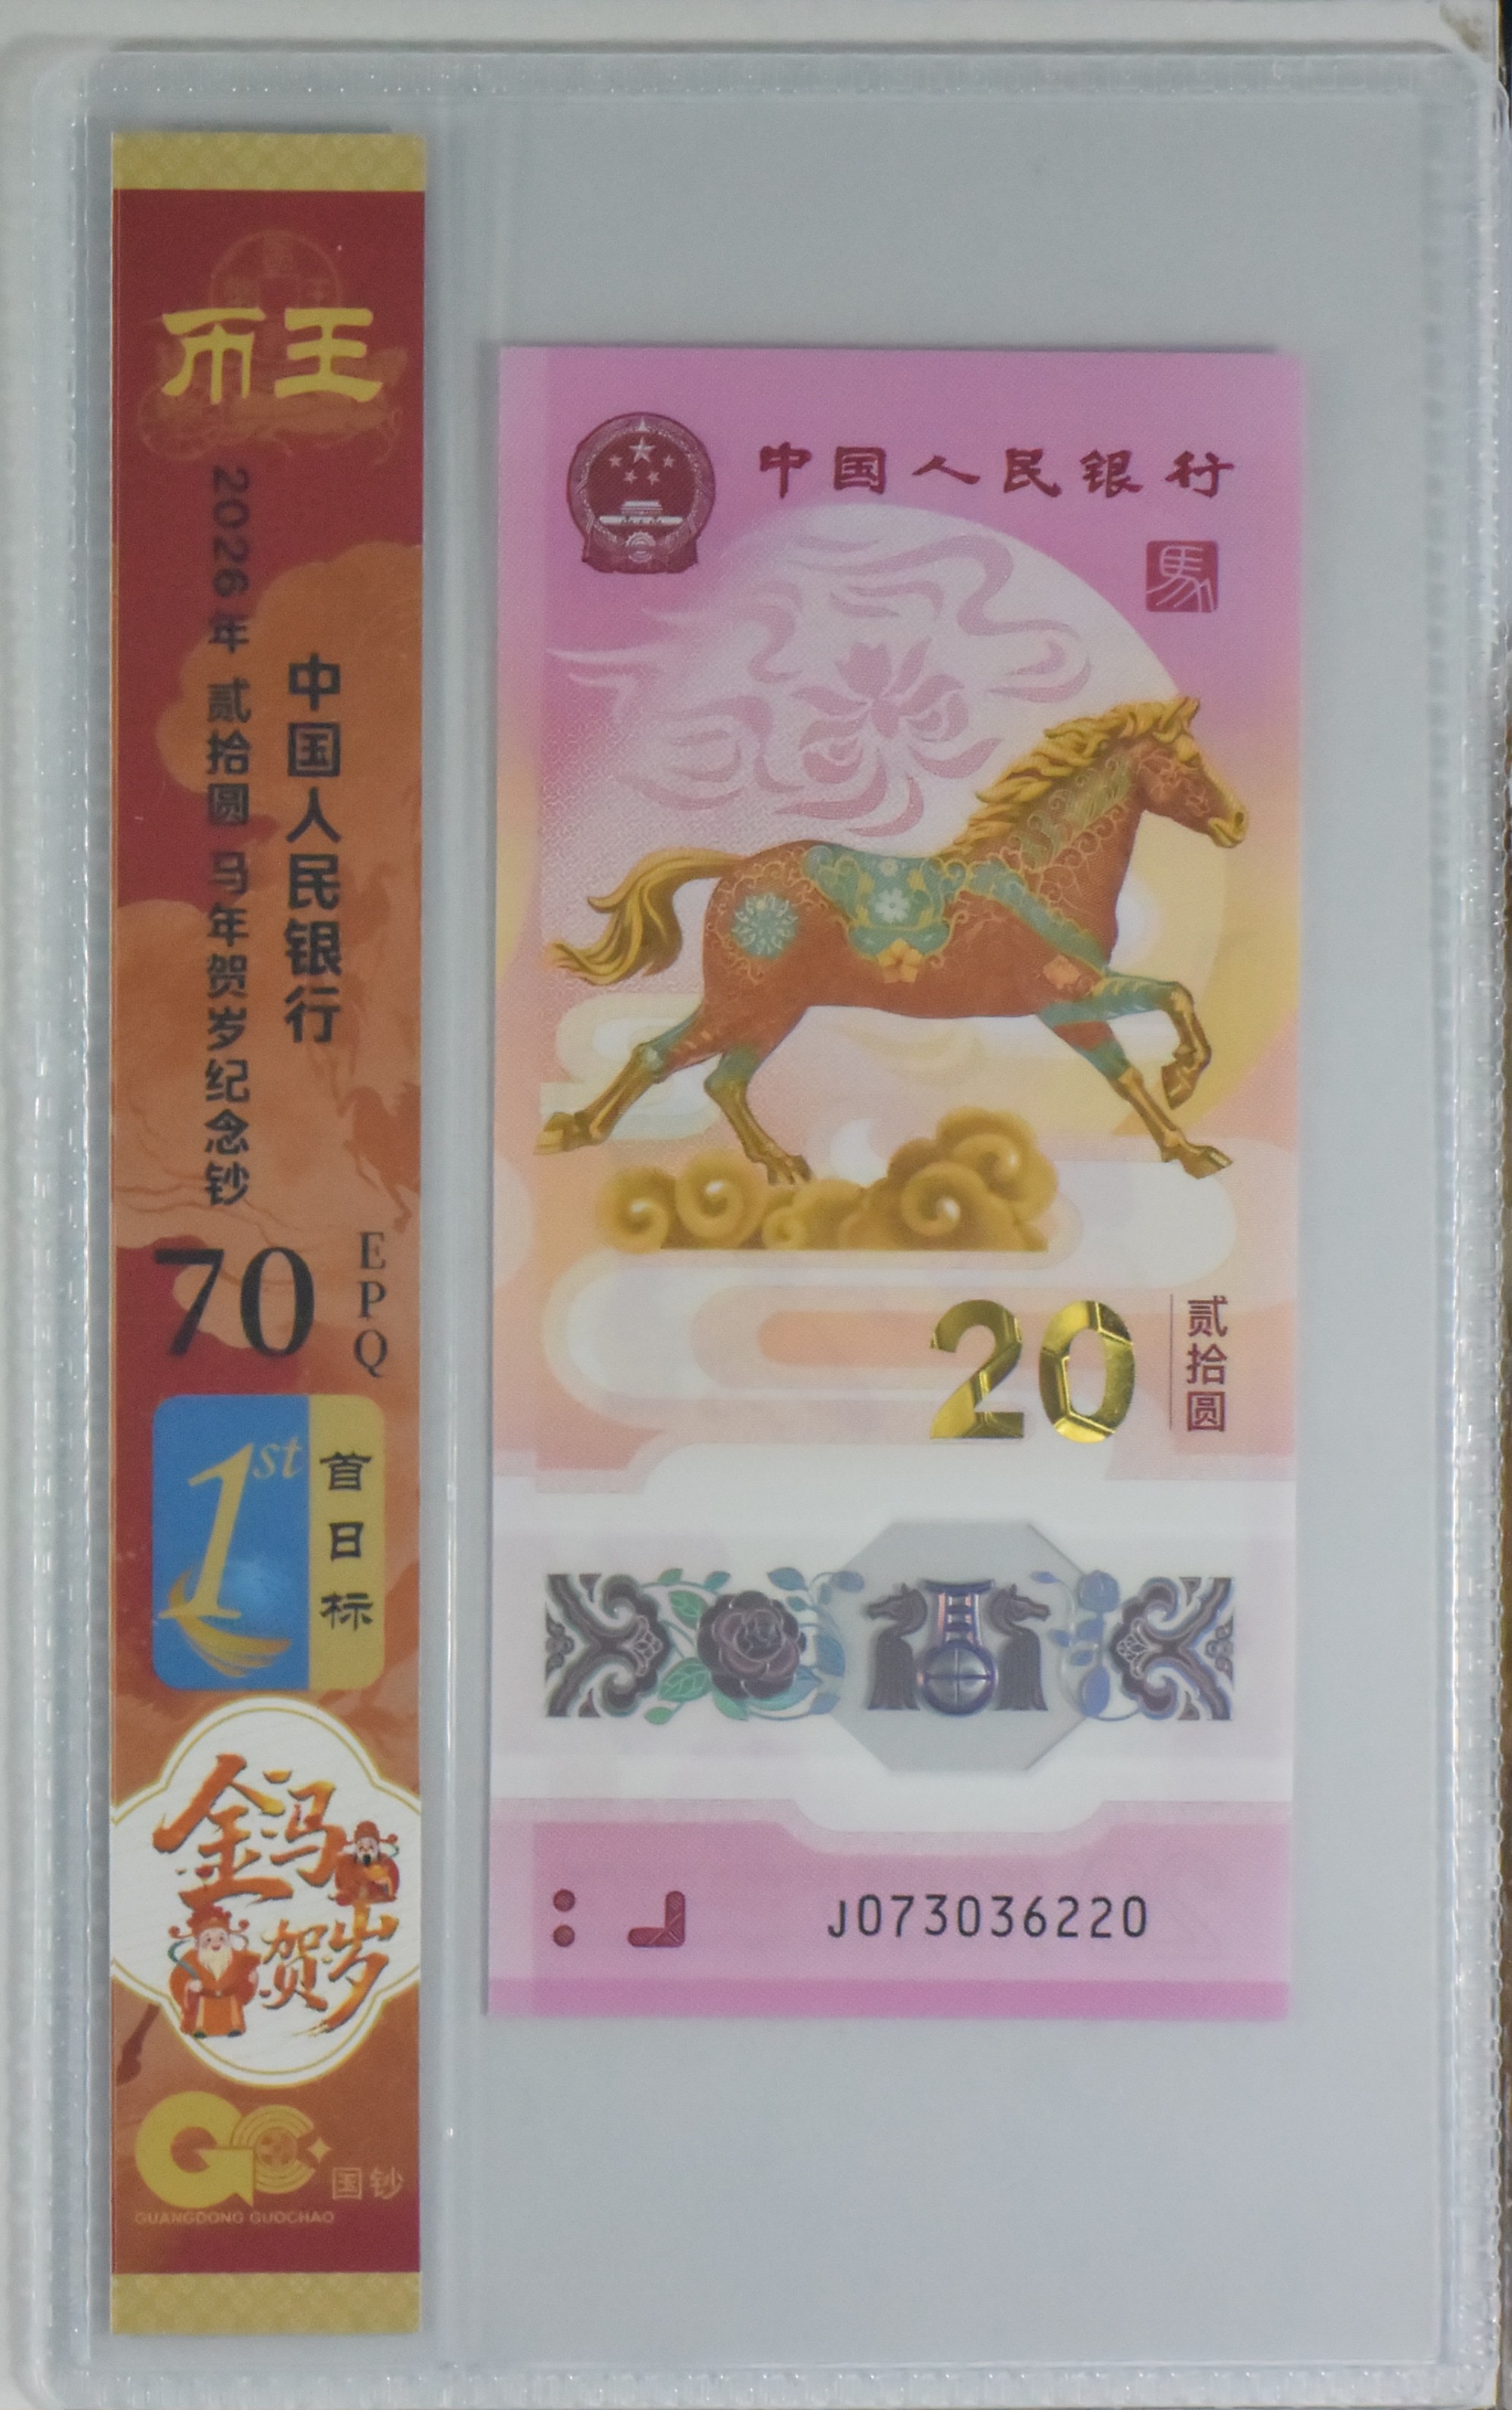 币王
中国人民银行
2026年 贰拾圆 马年贺岁纪念钞
70
EPQ
1st
首日标
金马
贺岁
GC
国钞
GUANGDONG GUOCHAO
中国人民银行
馬
20
贰拾圆
J073036220